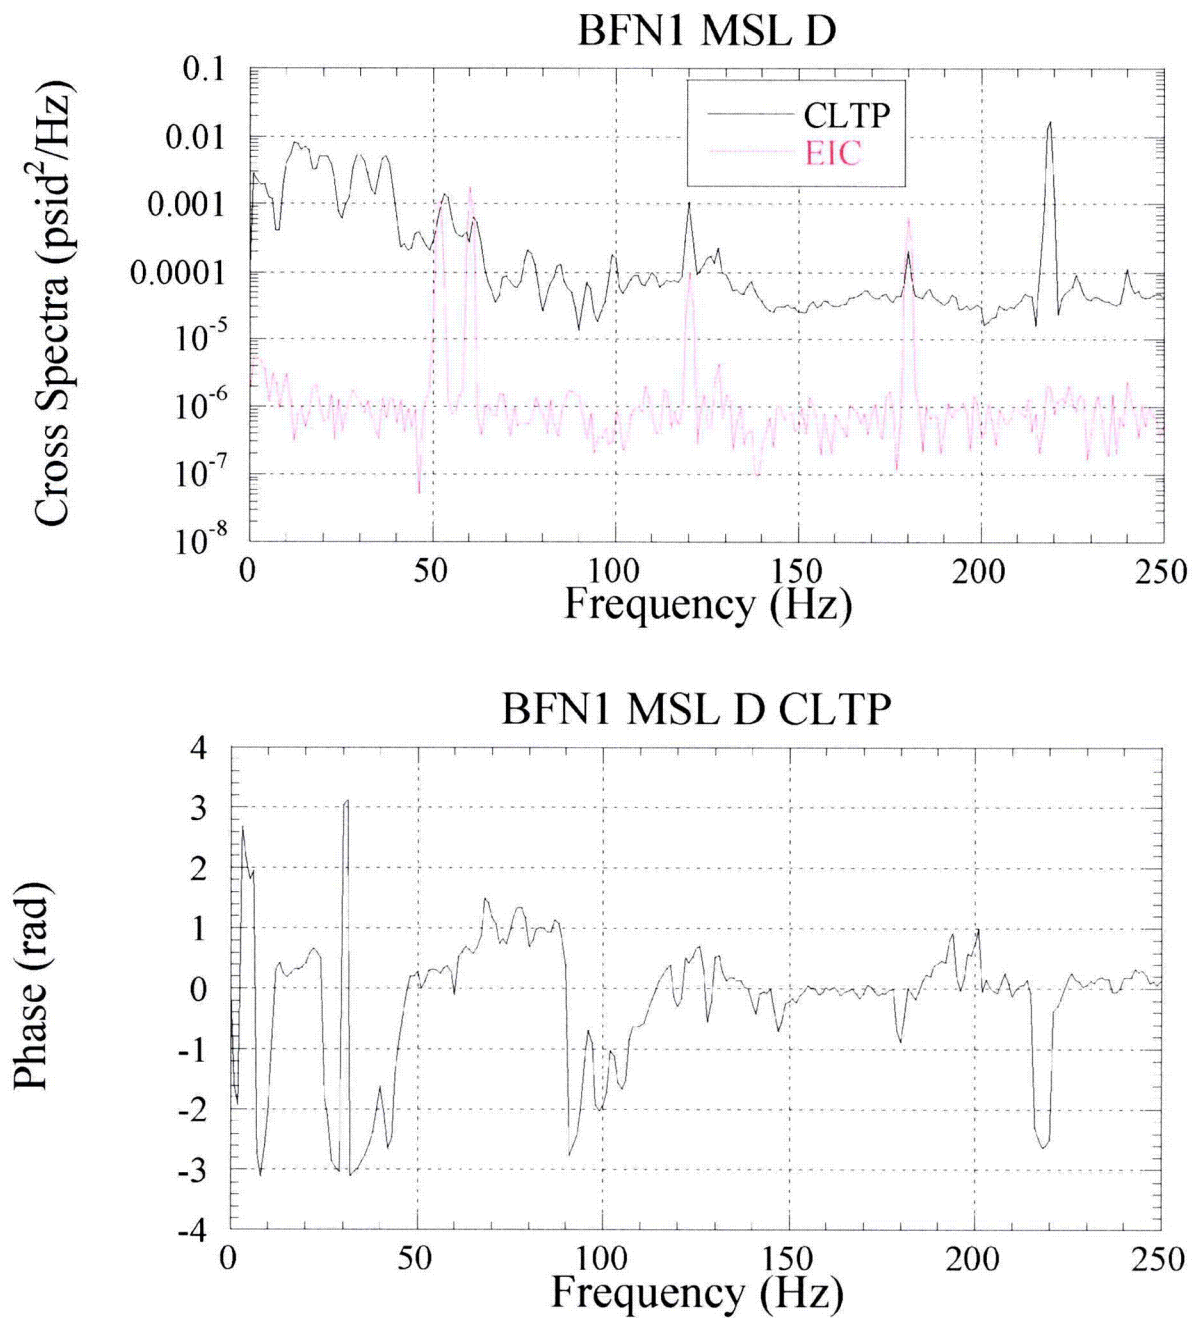 BFN1 MSL D
Cross Spectra (psid²/Hz)
0.1
0.01
0.001
0.0001
10⁻⁵
10⁻⁶
10⁻⁷
10⁻⁸
CLTP
EIC
0 50 100 150 200 250
Frequency (Hz)
BFN1 MSL D CLTP
Phase (rad)
4
3
2
1
0
-1
-2
-3
-4
0 50 100 150 200 250
Frequency (Hz)